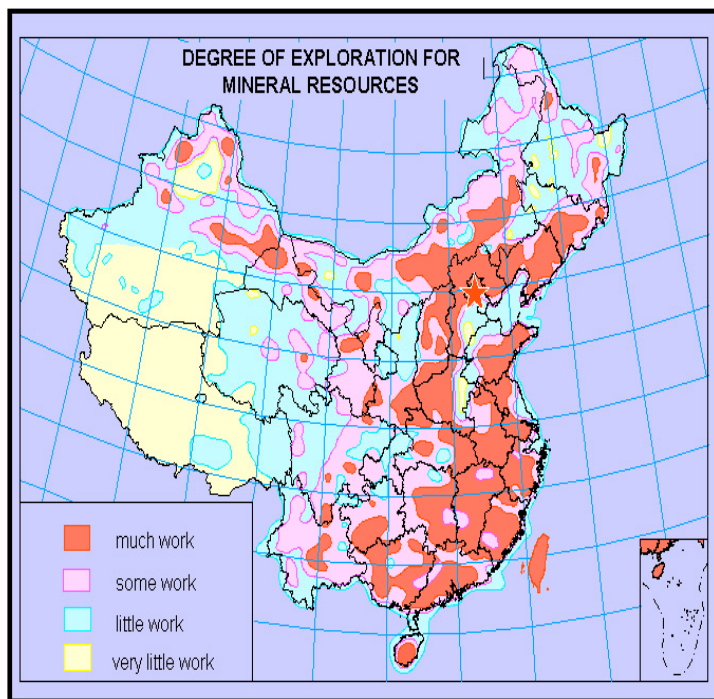 DEGREE OF EXPLORATION FOR
MINERAL RESOURCES
much work
some work
little work
very little work